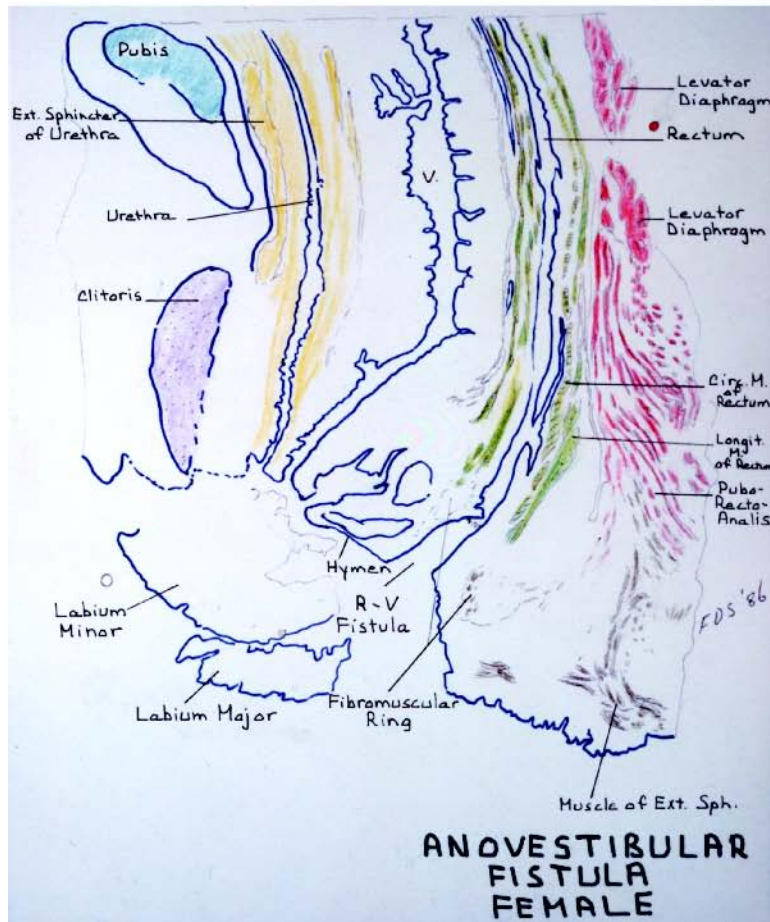 Pubis
Ext. Sphincter
of Urethra
Urethra
Clitoris
V.
Levator
Diaphragm
Rectum
Levator
Diaphragm
Circ. M.
of
Rectum
Longit.
M.
of Rectum
Pubo-
Recto-
Analis
Hymen
R-V
Fistula
Labium
Minor
Labium Major
Fibromuscular
Ring
FDS '86
Muscle of Ext. Sph.
ANOVESTIBULAR
FISTULA
FEMALE